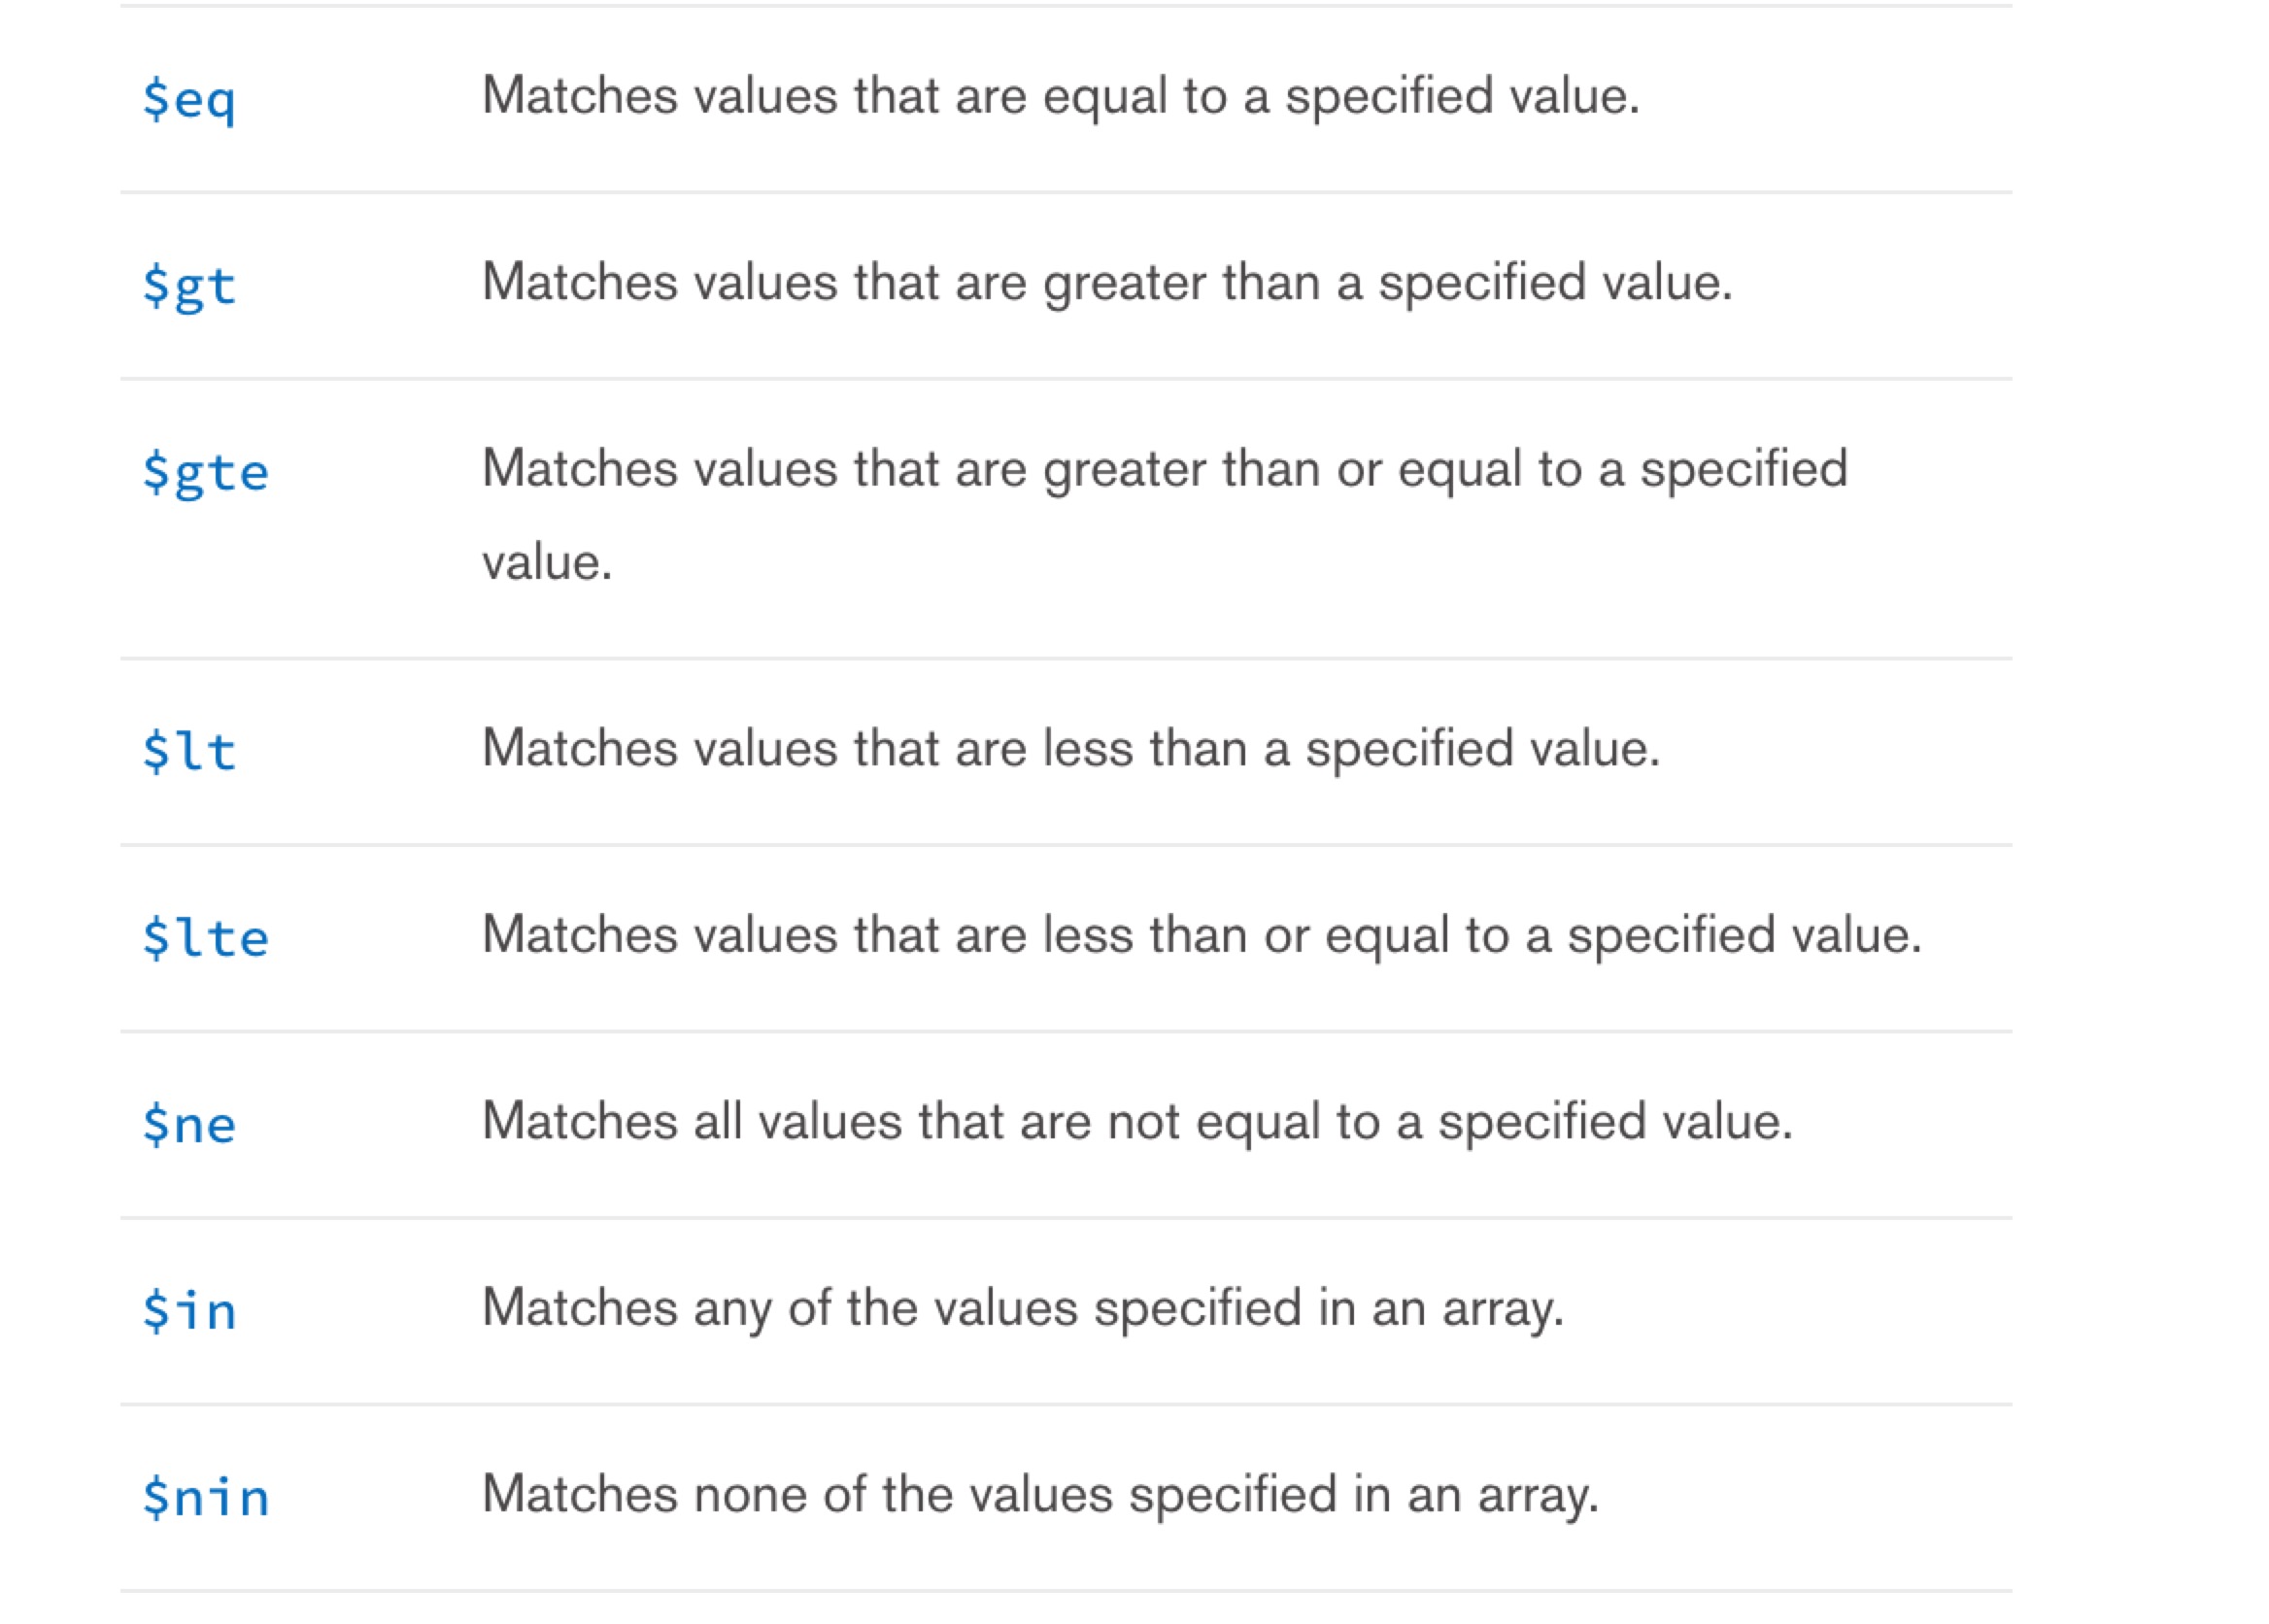 $eq Matches values that are equal to a specified value.
$gt Matches values that are greater than a specified value.
$gte Matches values that are greater than or equal to a specified
value.
$lt Matches values that are less than a specified value.
$lte Matches values that are less than or equal to a specified value.
$ne Matches all values that are not equal to a specified value.
$in Matches any of the values specified in an array.
$nin Matches none of the values specified in an array.